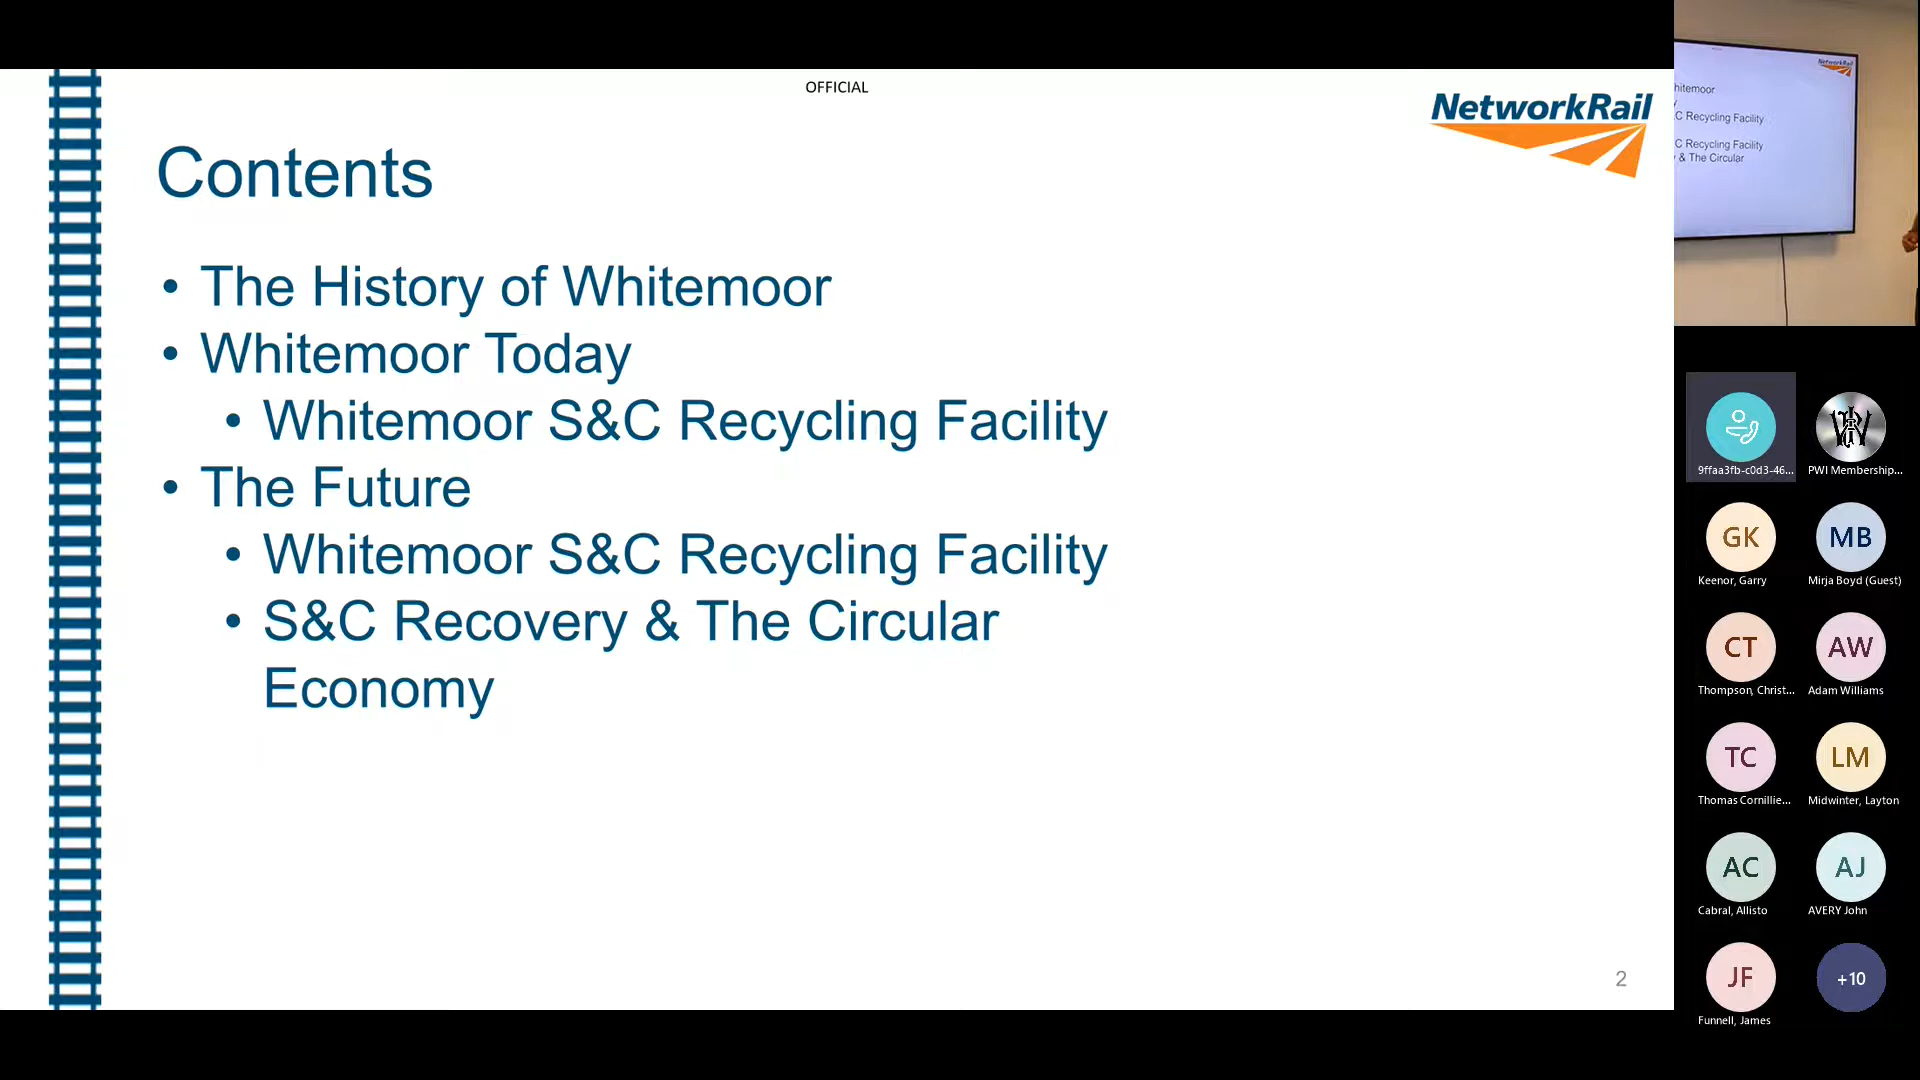 OFFICIAL
NetworkRail
Contents
• The History of Whitemoor
• Whitemoor Today
• Whitemoor S&C Recycling Facility
• The Future
• Whitemoor S&C Recycling Facility
• S&C Recovery & The Circular
Economy
2
NetworkRail
hitemoor
C Recycling Facility
C Recycling Facility
& The Circular
9ffaa3fb-c0d3-46...
PWI Membership...
GK
MB
Keenor, Garry
Mirja Boyd (Guest)
CT
AW
Thompson, Christ...
Adam Williams
TC
LM
Thomas Cornillie...
Midwinter, Layton
AC
AJ
Cabral, Allisto
AVERY John
JF
+10
Funnell, James